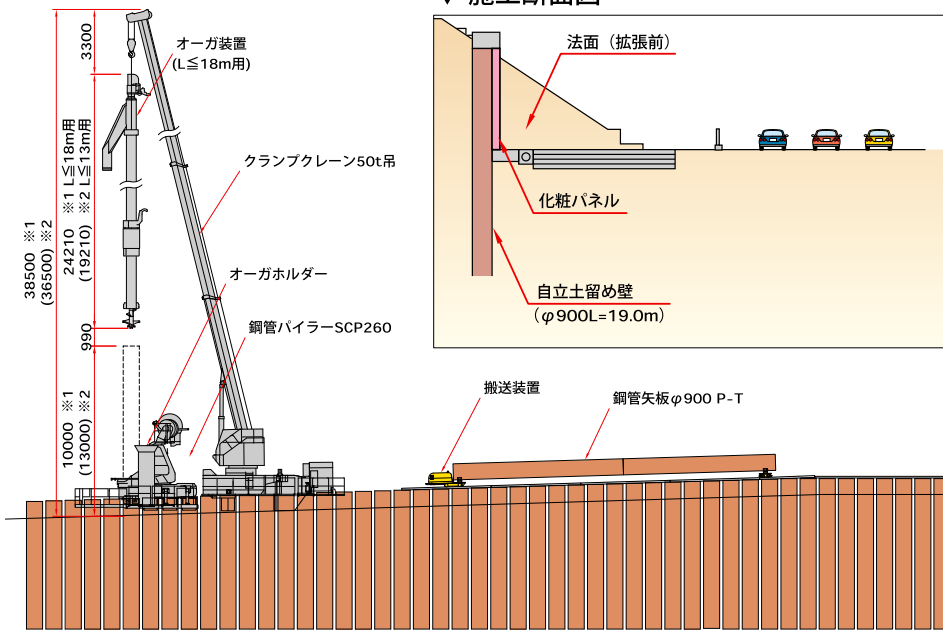 ▼ 施工断面図
3300
オーガ装置
(L≦18m用)
24210 ※1 L≦18m用
(19210) ※2 L≦13m用
38500 ※1
(36500) ※2
クランプクレーン50t吊
オーガホルダー
鋼管パイラーSCP260
990
10000 ※1
(13000) ※2
法面（拡張前）
化粧パネル
自立土留め壁
（φ900L=19.0m）
搬送装置
鋼管矢板φ900 P-T